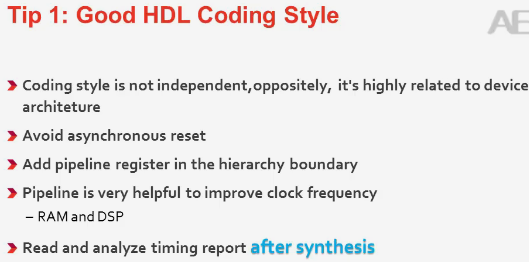 Tip 1: Good HDL Coding Style
AE
Coding style is not independent,oppositely, it's highly related to device
architeture
Avoid asynchronous reset
Add pipeline register in the hierarchy boundary
Pipeline is very helpful to improve clock frequency
– RAM and DSP
Read and analyze timing report after synthesis